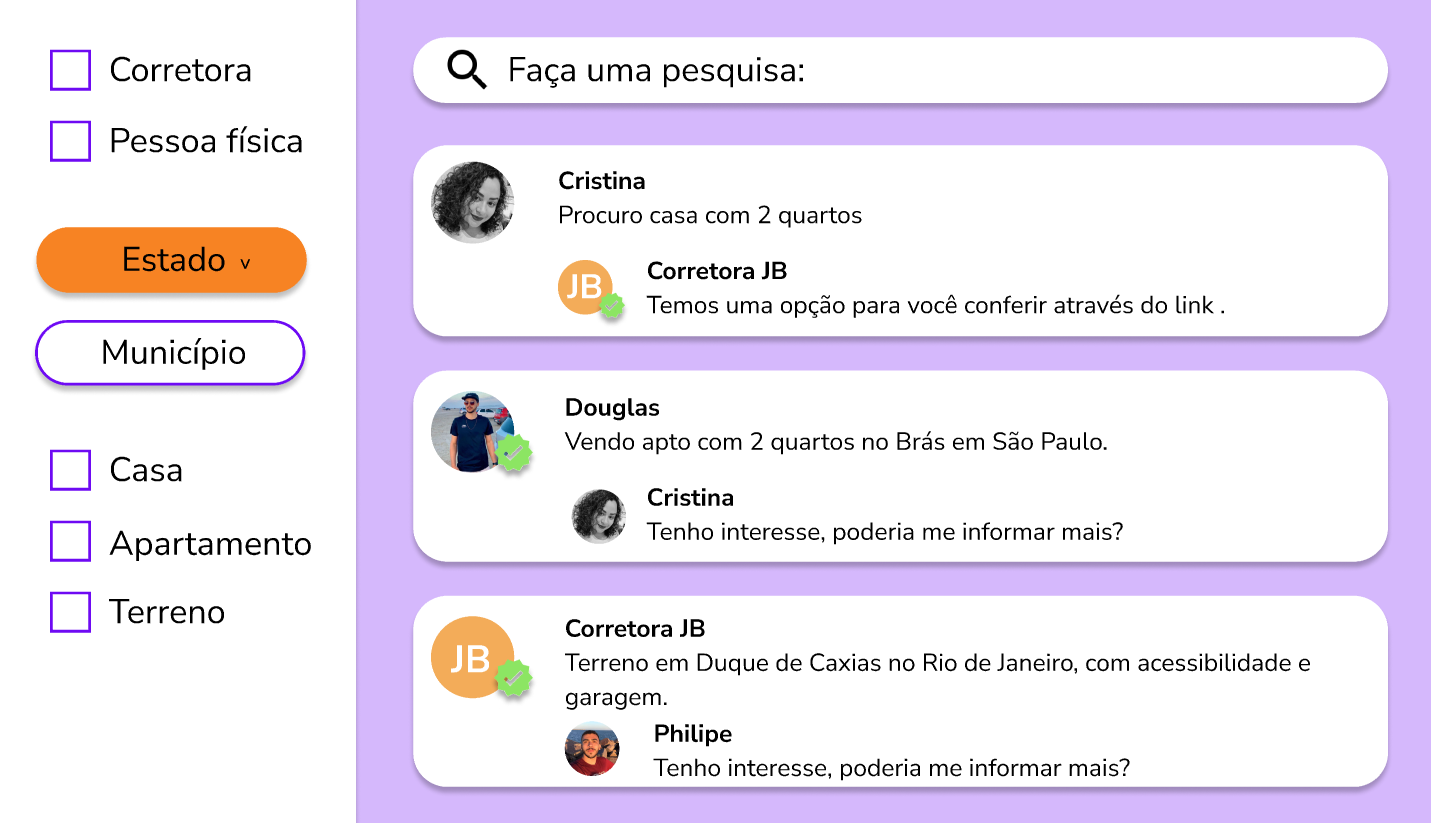 Corretora
Pessoa física
Estado v
Município
Casa
Apartamento
Terreno
Faça uma pesquisa:
Cristina
Procuro casa com 2 quartos
JB
Corretora JB
Temos uma opção para você conferir através do link .
Douglas
Vendo apto com 2 quartos no Brás em São Paulo.
Cristina
Tenho interesse, poderia me informar mais?
JB
Corretora JB
Terreno em Duque de Caxias no Rio de Janeiro, com acessibilidade e
garagem.
Philipe
Tenho interesse, poderia me informar mais?